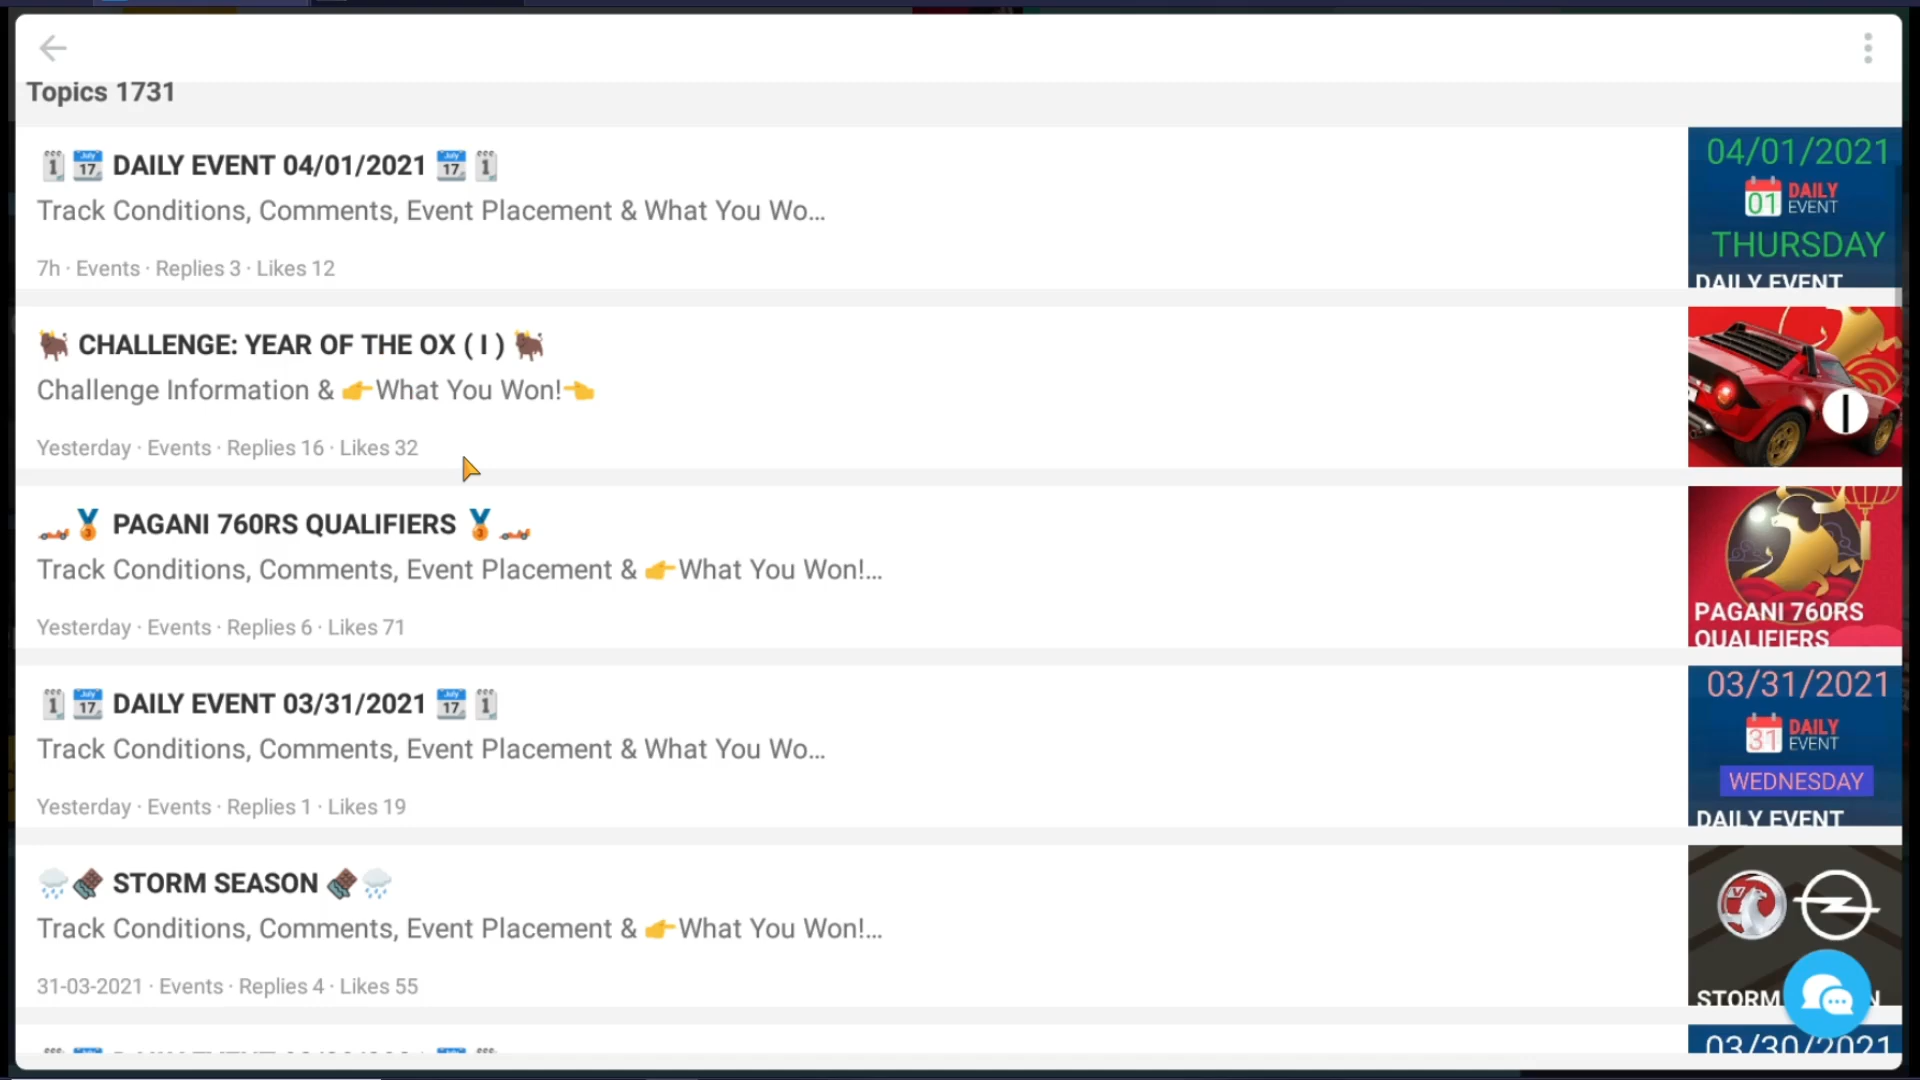 Topics 1731
DAILY EVENT 04/01/2021
Track Conditions, Comments, Event Placement & What You Wo...
7h · Events · Replies 3 · Likes 12
04/01/2021
01 DAILY EVENT
THURSDAY
DAILY EVENT
CHALLENGE: YEAR OF THE OX ( I )
Challenge Information & 👉What You Won!👈
Yesterday · Events · Replies 16 · Likes 32
I
PAGANI 760RS QUALIFIERS
Track Conditions, Comments, Event Placement & 👉What You Won!...
Yesterday · Events · Replies 6 · Likes 71
PAGANI 760RS
QUALIFIERS
DAILY EVENT 03/31/2021
Track Conditions, Comments, Event Placement & What You Wo...
Yesterday · Events · Replies 1 · Likes 19
03/31/2021
31 DAILY EVENT
WEDNESDAY
DAILY EVENT
STORM SEASON
Track Conditions, Comments, Event Placement & 👉What You Won!...
31-03-2021 · Events · Replies 4 · Likes 55
STORM
03/30/2021